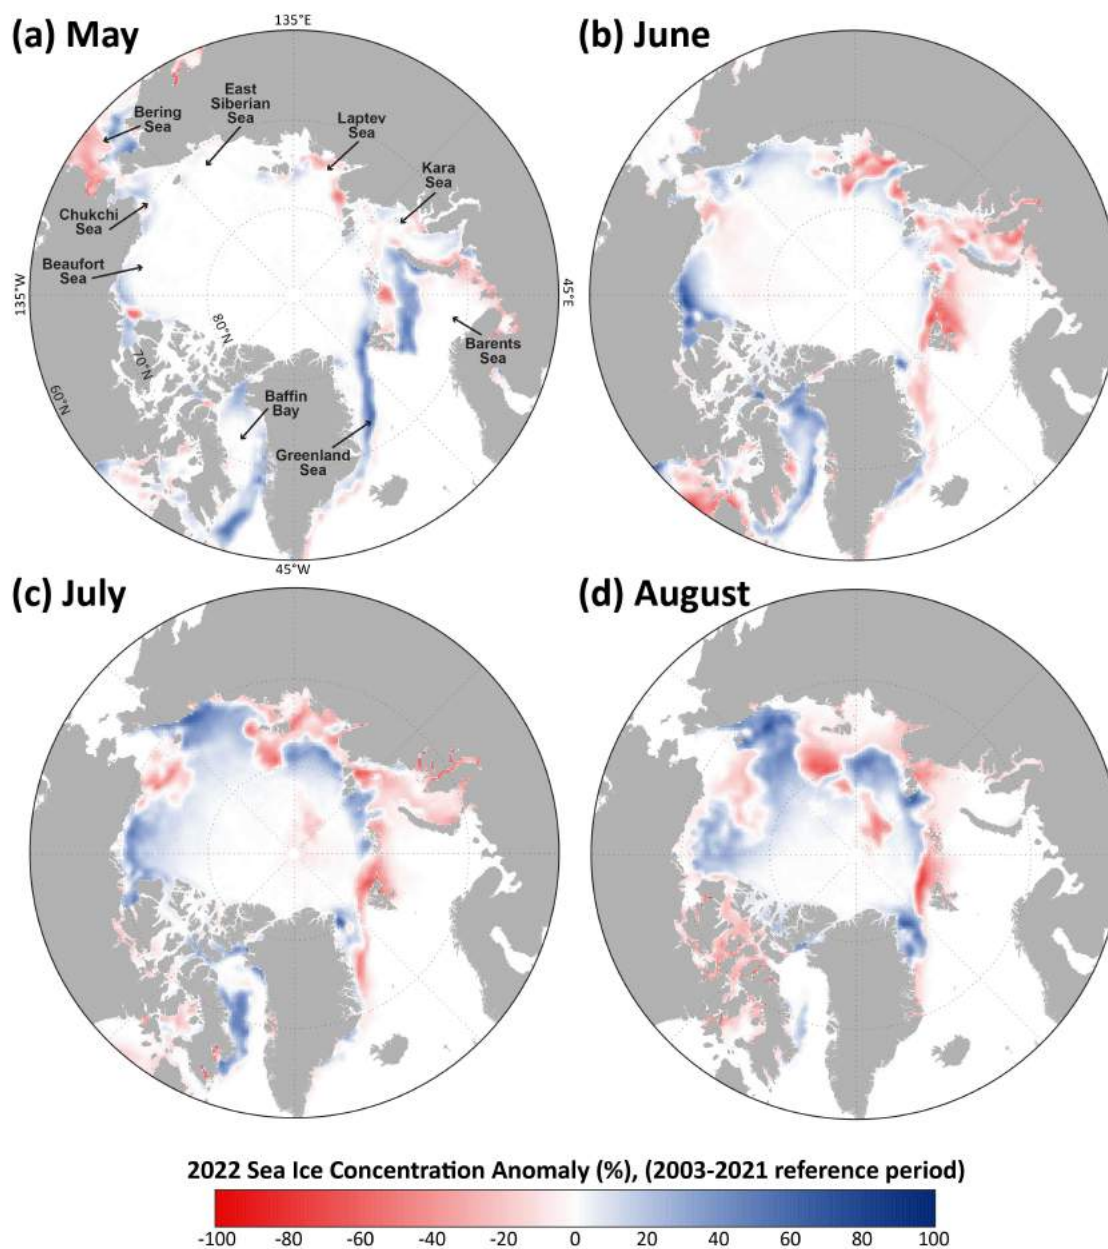 (a) May
135°E
(b) June
East
Siberian
Sea
Bering
Sea
Laptev
Sea
Kara
Sea
Chukchi
Sea
Beaufort
Sea
135°W
45°E
80°N
70°N
60°N
Barents
Sea
Baffin
Bay
Greenland
Sea
45°W
(c) July
(d) August
2022 Sea Ice Concentration Anomaly (%), (2003-2021 reference period)
-100 -80 -60 -40 -20 0 20 40 60 80 100